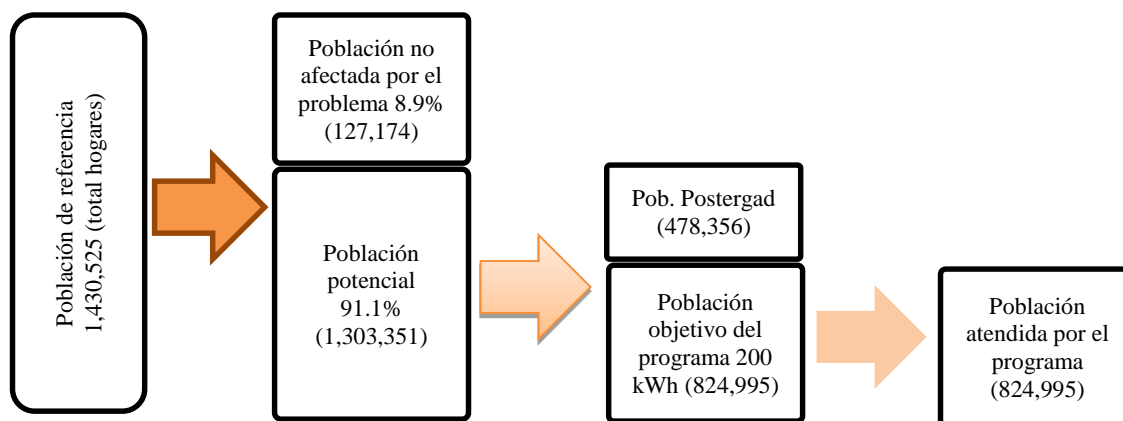 Población de referencia
1,430,525 (total hogares)
Población no
afectada por el
problema 8.9%
(127,174)
Población
potencial
91.1%
(1,303,351)
Pob. Postergad
(478,356)
Población
objetivo del
programa 200
kWh (824,995)
Población
atendida por el
programa
(824,995)